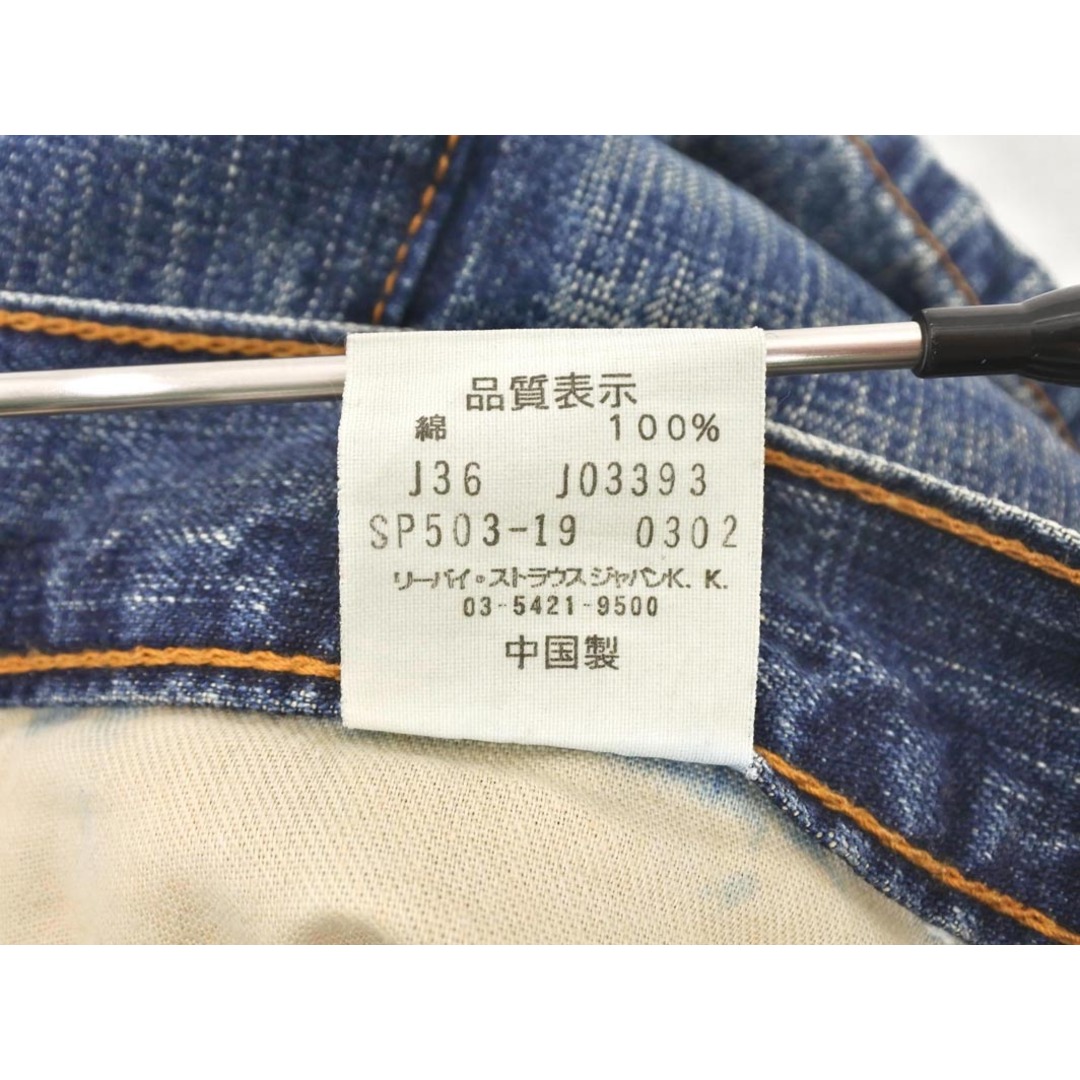 品質表示
綿 100%
J36 J03393
SP503-19 0302
リーバイ・ストラウスジャパンK.K.
03-5421-9500
中国製